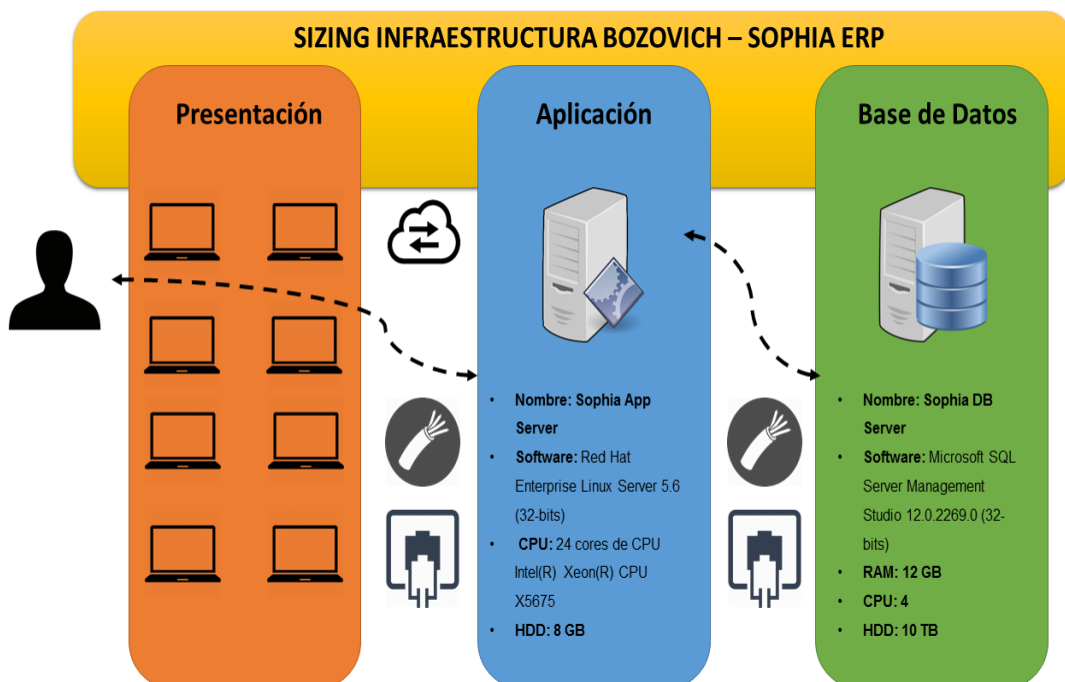 SIZING INFRAESTRUCTURA BOZOVICH – SOPHIA ERP
Presentación
Aplicación
• Nombre: Sophia App
Server
• Software: Red Hat
Enterprise Linux Server 5.6
(32-bits)
• CPU: 24 cores de CPU
Intel(R) Xeon(R) CPU
X5675
• HDD: 8 GB
Base de Datos
• Nombre: Sophia DB
Server
• Software: Microsoft SQL
Server Management
Studio 12.0.2269.0 (32-
bits)
• RAM: 12 GB
• CPU: 4
• HDD: 10 TB